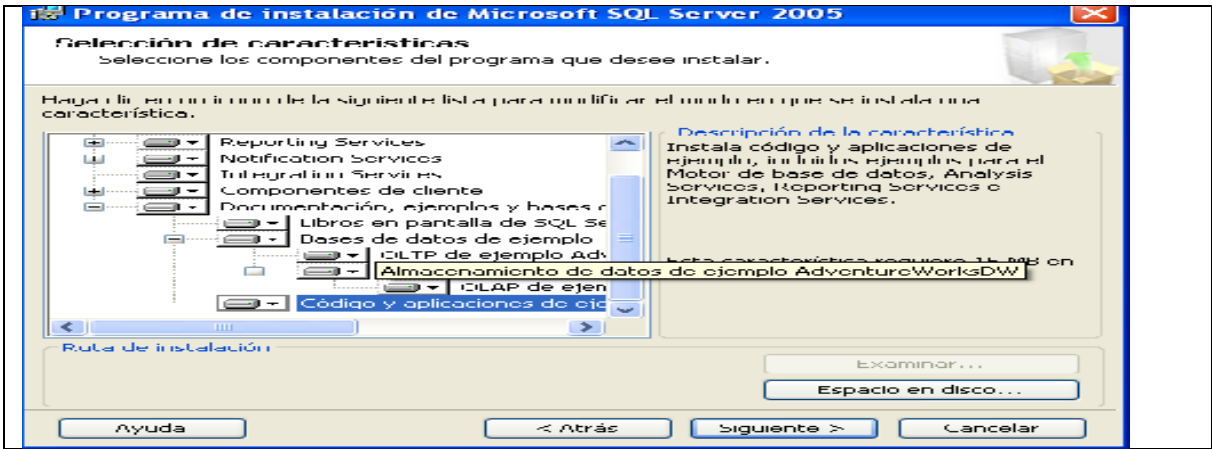 Programa de instalación de Microsoft SQL Server 2005
Selección de características
Seleccione los componentes del programa que desee instalar.
Haga clic en un icono de la siguiente lista para modificar el modo en que se instala una
característica.
Reporting Services
Notification Services
Integration Services
Componentes de cliente
Documentación, ejemplos y bases d
Libros en pantalla de SQL Se
Bases de datos de ejemplo
OLTP de ejemplo Adv
Almacenamiento de datos de ejemplo AdventureWorksDW
OLAP de ejen
Código y aplicaciones de eje
Descripción de la característica
Instala código y aplicaciones de
ejemplo, incluidos ejemplos para el
Motor de base de datos, Analysis
Services, Reporting Services e
Integration Services.
Esta característica requiere 15 MB en
Ruta de instalación
Examinar...
Espacio en disco...
Ayuda
< Atrás
Siguiente >
Cancelar